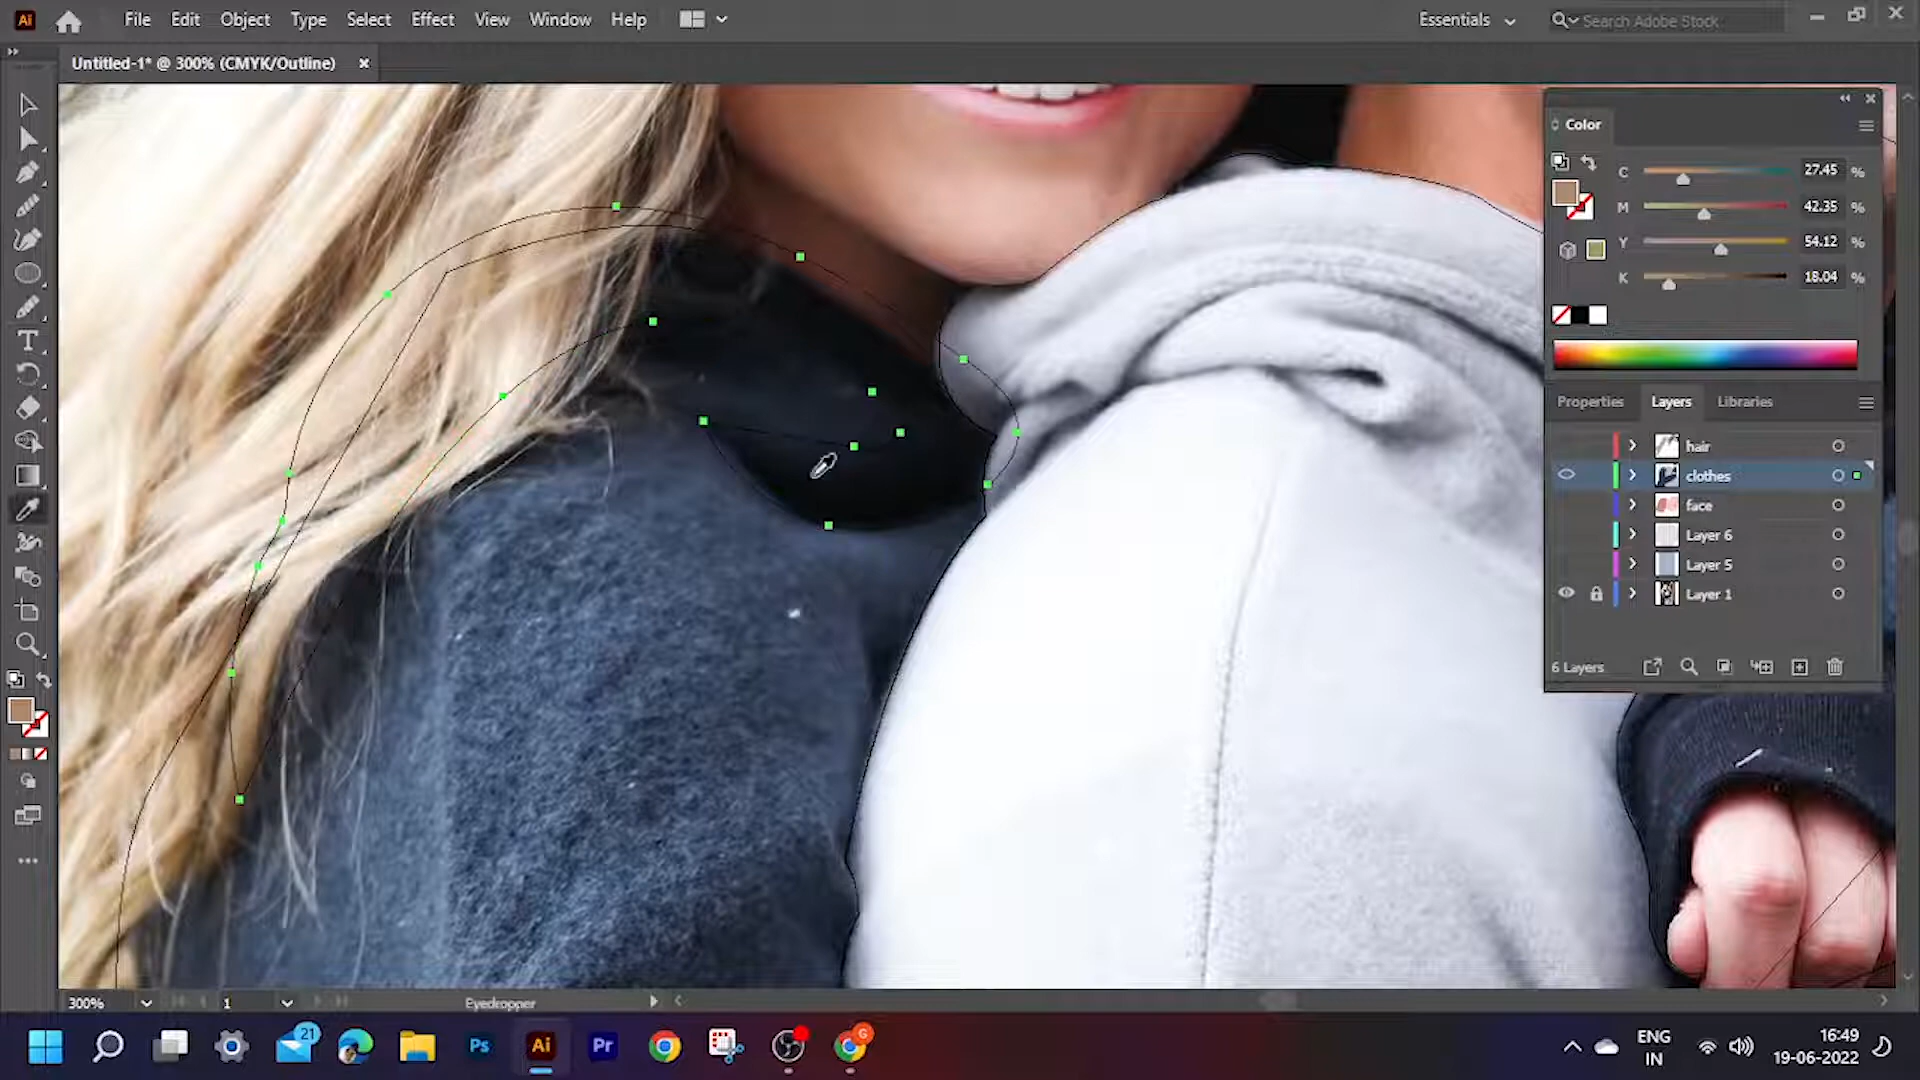 Ai File Edit Object Type Select Effect View Window Help Essentials Search Adobe Stock
Untitled-1* @ 300% (CMYK/Outline)
Color
C 27.45 %
M 42.35 %
Y 54.12 %
K 18.04 %
Properties Layers Libraries
hair
clothes
face
Layer 6
Layer 5
Layer 1
6 Layers
300% 1 Eyedropper
21 Ps Ai Pr G
ENG
IN
16:49
19-06-2022